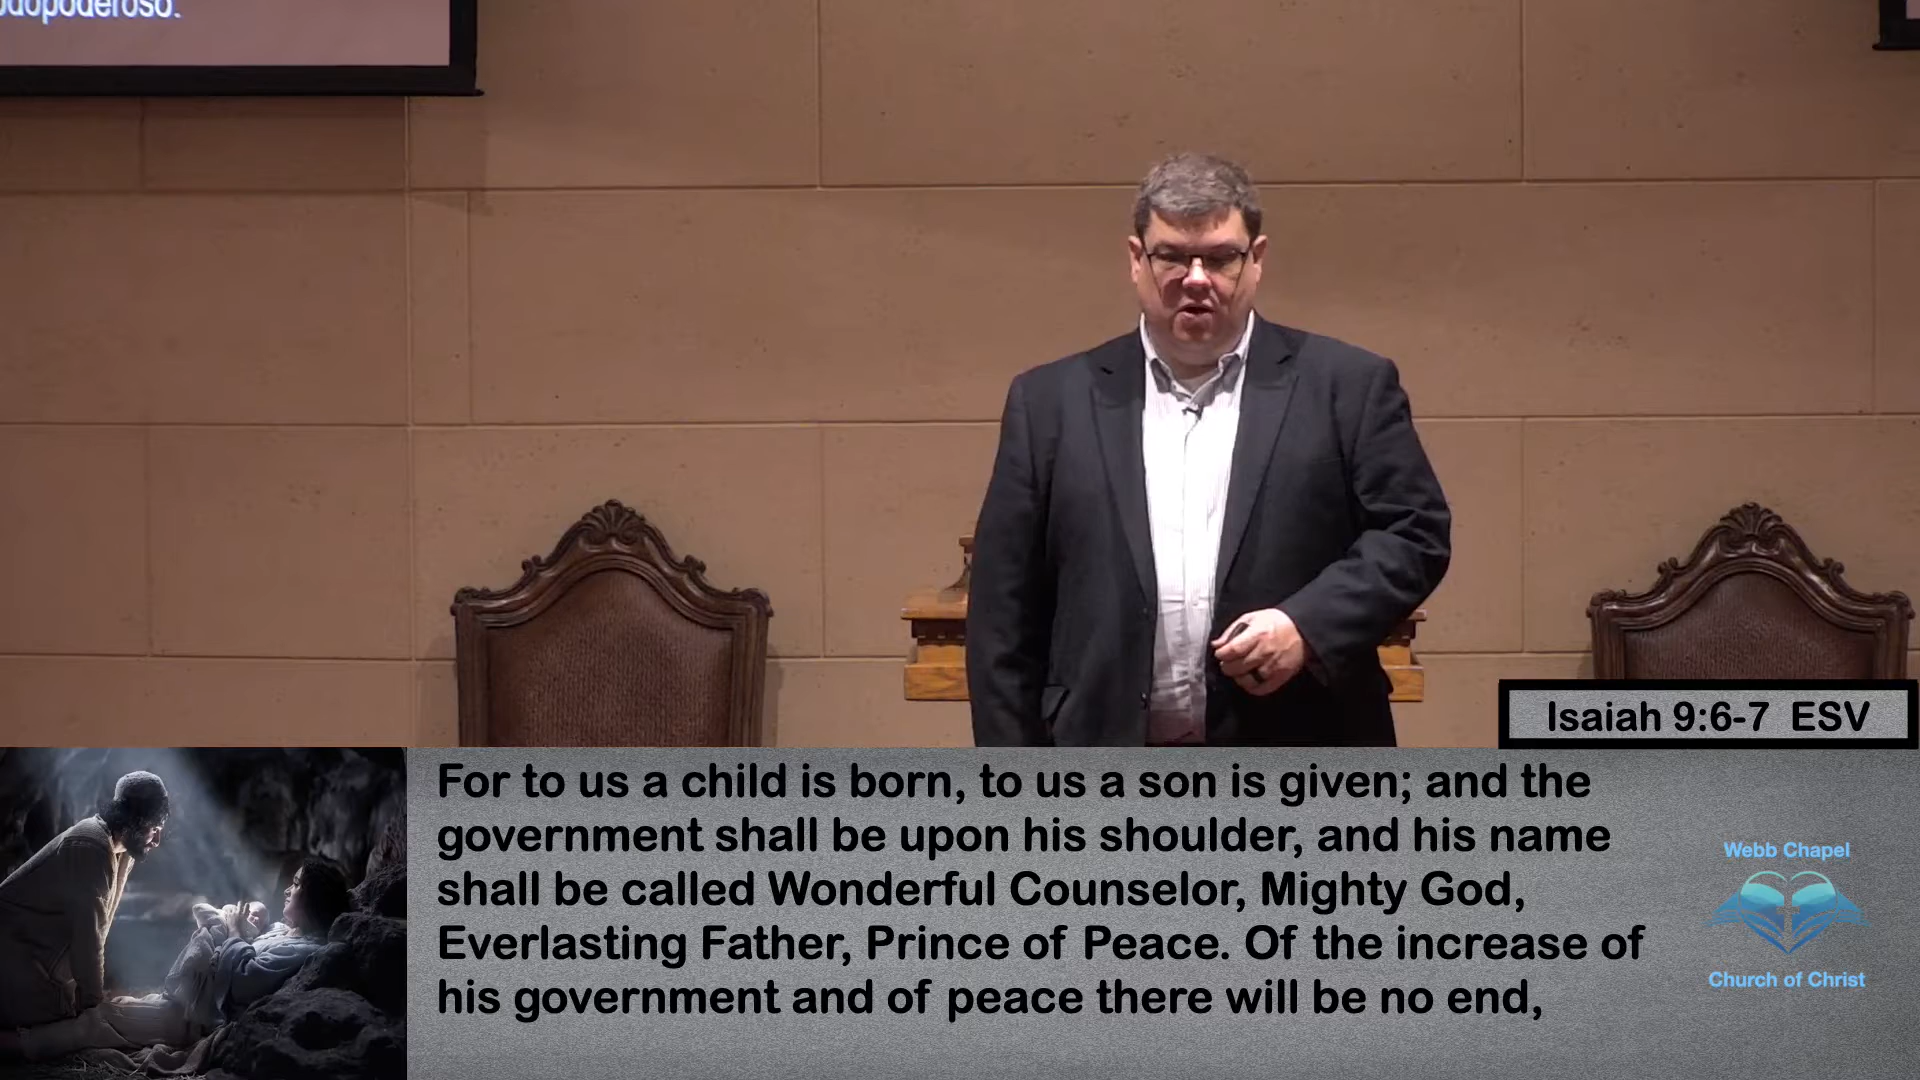 Isaiah 9:6-7 ESV
For to us a child is born, to us a son is given; and the
government shall be upon his shoulder, and his name
shall be called Wonderful Counselor, Mighty God,
Everlasting Father, Prince of Peace. Of the increase of
his government and of peace there will be no end,
Webb Chapel
Church of Christ